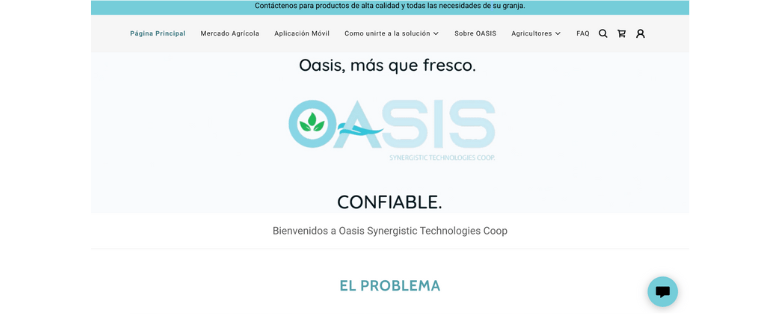 Contáctenos para productos de alta calidad y todas las necesidades de su granja.
Página Principal Mercado Agrícola Aplicación Móvil Como unirte a la solución Sobre OASIS Agricultores FAQ
Oasis, más que fresco.
OASIS
SYNERGISTIC TECHNOLOGIES COOP.
CONFIABLE.
Bienvenidos a Oasis Synergistic Technologies Coop
EL PROBLEMA